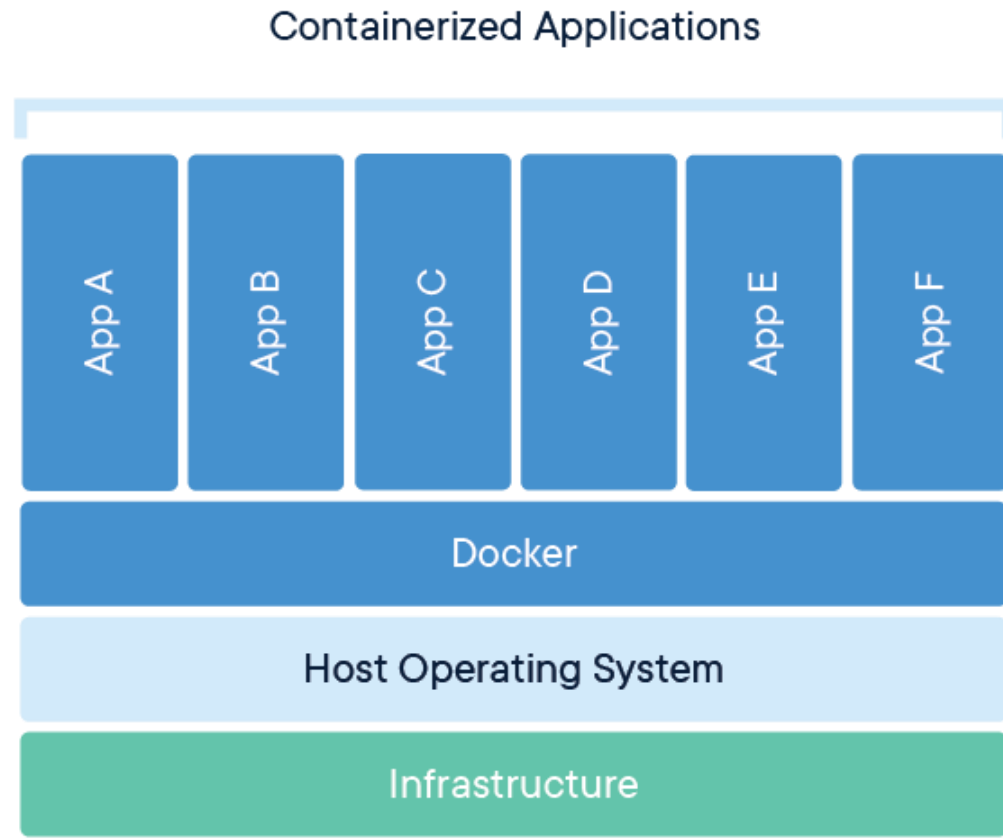 Containerized Applications
App A
App B
App C
App D
App E
App F
Docker
Host Operating System
Infrastructure